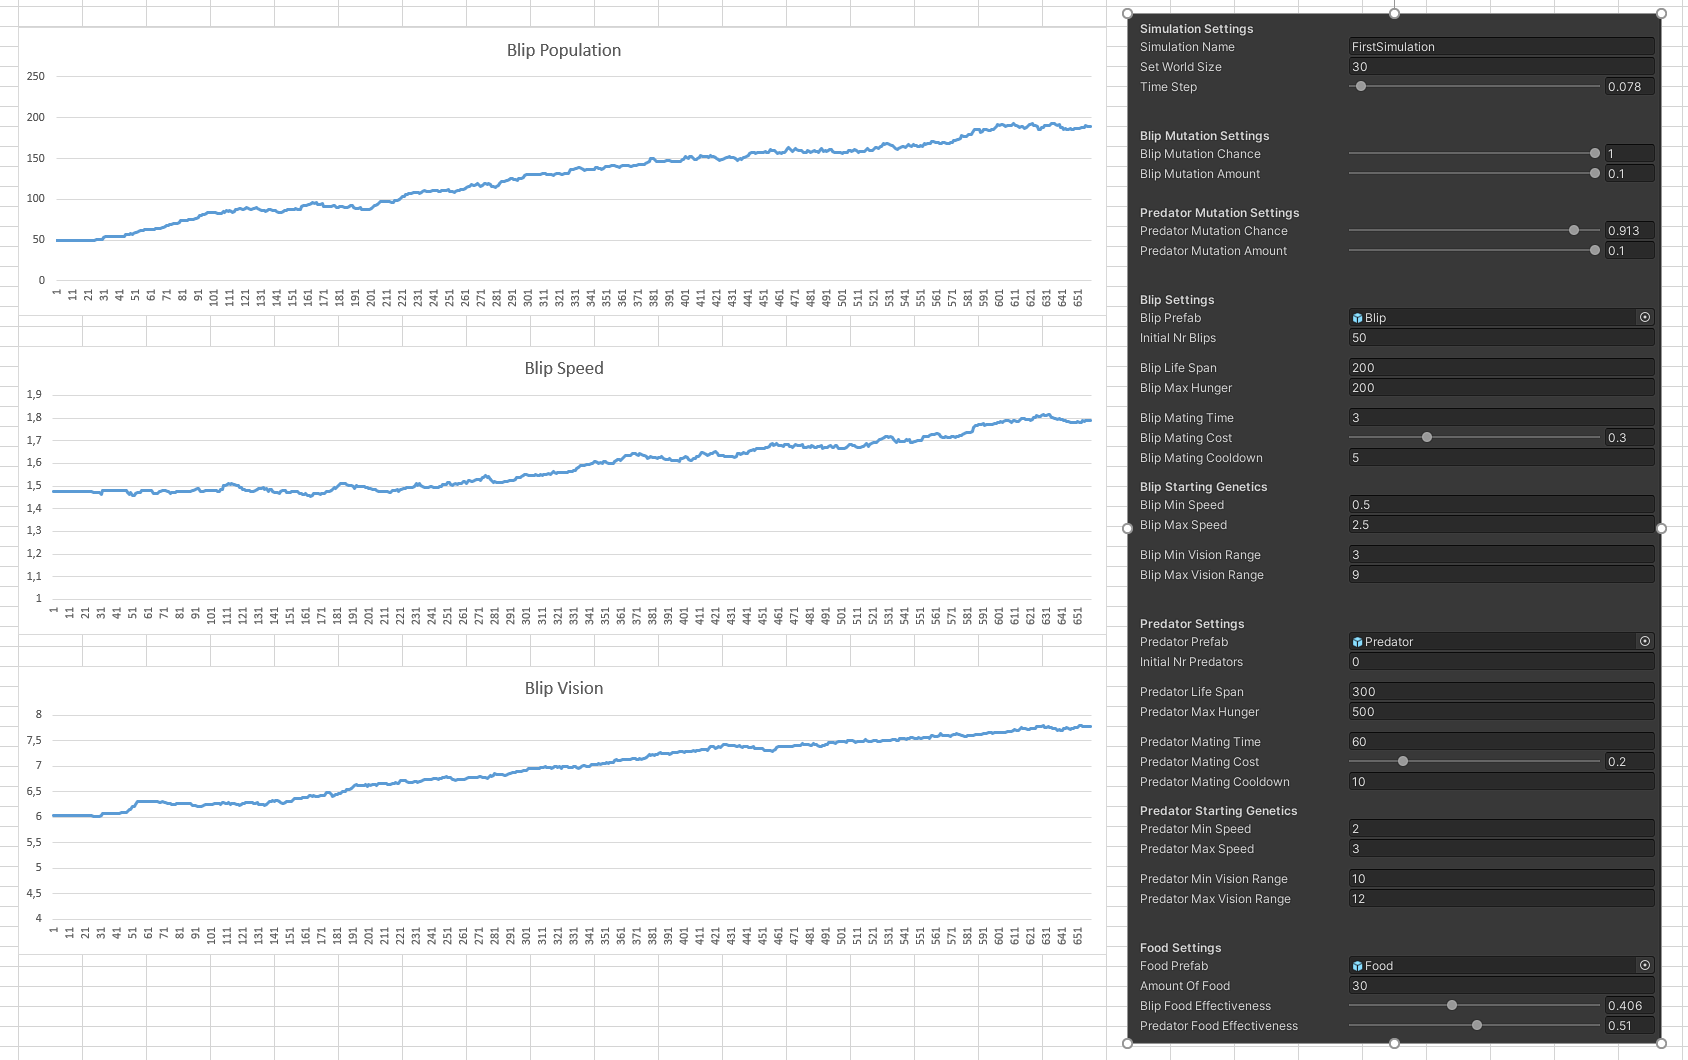 Blip Population
250
200
150
100
50
0
1 11 21 31 41 51 61 71 81 91 101 111 121 131 141 151 161 171 181 191 201 211 221 231 241 251 261 271 281 291 301 311 321 331 341 351 361 371 381 391 401 411 421 431 441 451 461 471 481 491 501 511 521 531 541 551 561 571 581 591 601 611 621 631 641 651
Blip Speed
1,9
1,8
1,7
1,6
1,5
1,4
1,3
1,2
1,1
1
1 11 21 31 41 51 61 71 81 91 101 111 121 131 141 151 161 171 181 191 201 211 221 231 241 251 261 271 281 291 301 311 321 331 341 351 361 371 381 391 401 411 421 431 441 451 461 471 481 491 501 511 521 531 541 551 561 571 581 591 601 611 621 631 641 651
Blip Vision
8
7,5
7
6,5
6
5,5
5
4,5
4
1 11 21 31 41 51 61 71 81 91 101 111 121 131 141 151 161 171 181 191 201 211 221 231 241 251 261 271 281 291 301 311 321 331 341 351 361 371 381 391 401 411 421 431 441 451 461 471 481 491 501 511 521 531 541 551 561 571 581 591 601 611 621 631 641 651
Simulation Settings
Simulation Name FirstSimulation
Set World Size 30
Time Step 0.078
Blip Mutation Settings
Blip Mutation Chance 1
Blip Mutation Amount 0.1
Predator Mutation Settings
Predator Mutation Chance 0.913
Predator Mutation Amount 0.1
Blip Settings
Blip Prefab Blip
Initial Nr Blips 50
Blip Life Span 200
Blip Max Hunger 200
Blip Mating Time 3
Blip Mating Cost 0.3
Blip Mating Cooldown 5
Blip Starting Genetics
Blip Min Speed 0.5
Blip Max Speed 2.5
Blip Min Vision Range 3
Blip Max Vision Range 9
Predator Settings
Predator Prefab Predator
Initial Nr Predators 0
Predator Life Span 300
Predator Max Hunger 500
Predator Mating Time 60
Predator Mating Cost 0.2
Predator Mating Cooldown 10
Predator Starting Genetics
Predator Min Speed 2
Predator Max Speed 3
Predator Min Vision Range 10
Predator Max Vision Range 12
Food Settings
Food Prefab Food
Amount Of Food 30
Blip Food Effectiveness 0.406
Predator Food Effectiveness 0.51